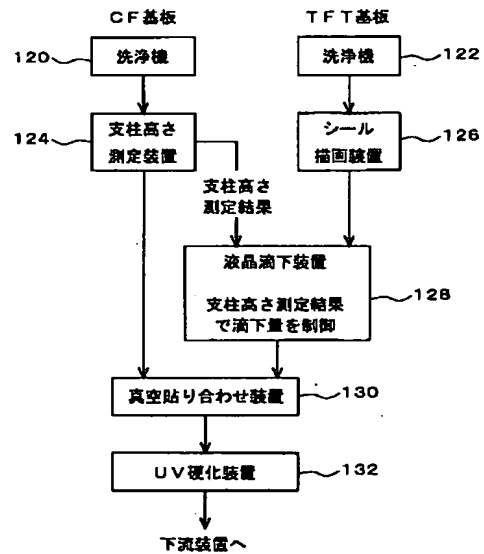 CF基板
TFT基板
120
洗浄機
洗浄機
122
124
支柱高さ
測定装置
シール
描画装置
126
支柱高さ
測定結果
液晶滴下装置
支柱高さ測定結果
で滴下量を制御
128
真空貼り合わせ装置
130
UV硬化装置
132
下流装置へ